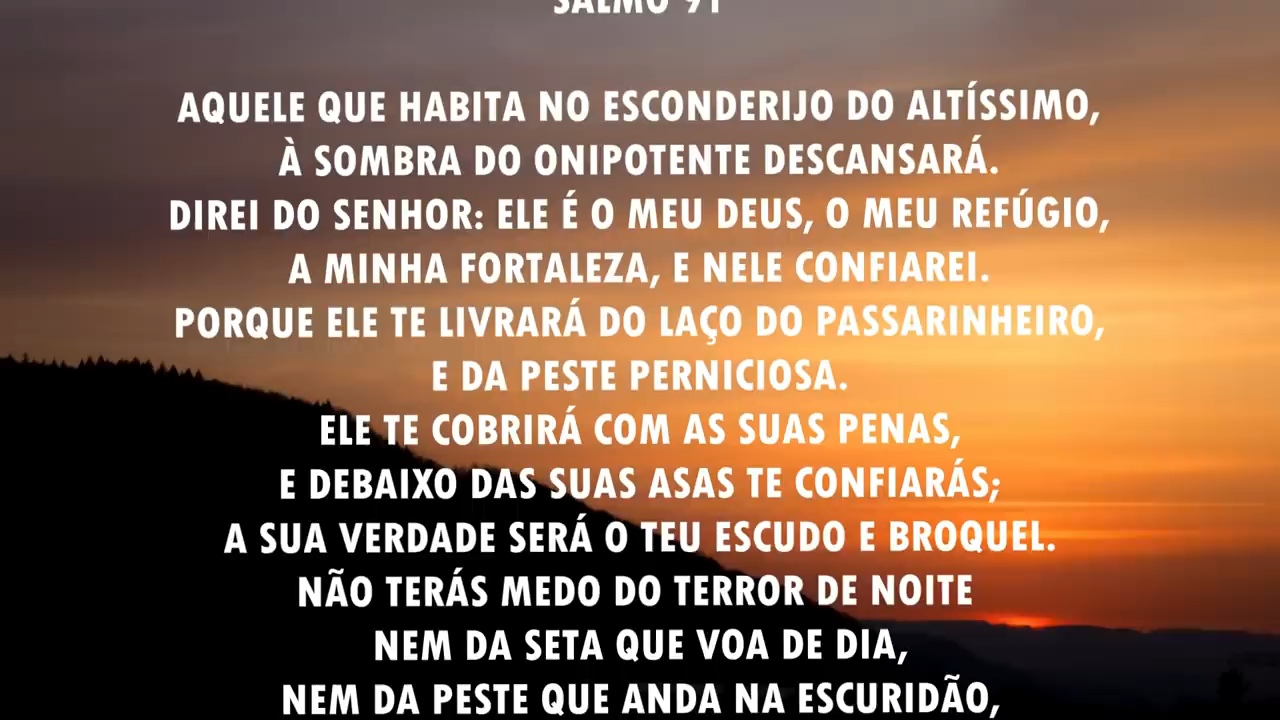 SALMO 91
AQUELE QUE HABITA NO ESCONDERIJO DO ALTÍSSIMO,
À SOMBRA DO ONIPOTENTE DESCANSARÁ.
DIREI DO SENHOR: ELE É O MEU DEUS, O MEU REFÚGIO,
A MINHA FORTALEZA, E NELE CONFIAREI.
PORQUE ELE TE LIVRARÁ DO LAÇO DO PASSARINHEIRO,
E DA PESTE PERNICIOSA.
ELE TE COBRIRÁ COM AS SUAS PENAS,
E DEBAIXO DAS SUAS ASAS TE CONFIARÁS;
A SUA VERDADE SERÁ O TEU ESCUDO E BROQUEL.
NÃO TERÁS MEDO DO TERROR DE NOITE
NEM DA SETA QUE VOA DE DIA,
NEM DA PESTE QUE ANDA NA ESCURIDÃO,